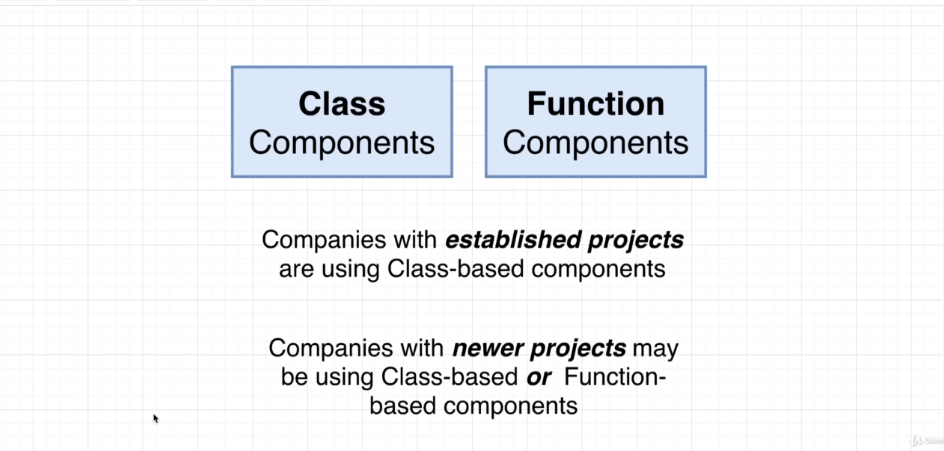 Class
Components
Function
Components
Companies with established projects
are using Class-based components
Companies with newer projects may
be using Class-based or Function-
based components